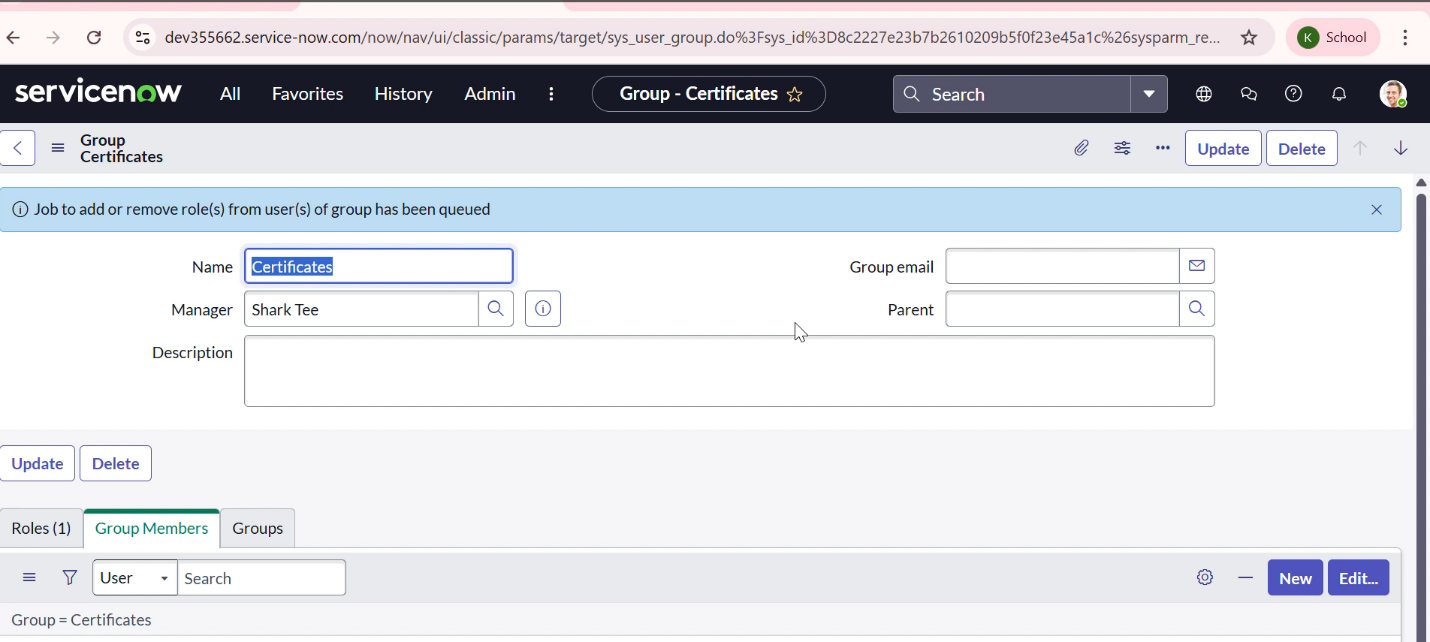 dev355662.service-now.com/now/nav/ui/classic/params/target/sys_user_group.do%3Fsys_id%3D8c2227e23b7b2610209b5f0f23e45a1c%26sysparm_re...
K School
servicenow All Favorites History Admin Group - Certificates Search
Group
Certificates
Update Delete
Job to add or remove role(s) from user(s) of group has been queued
Name Certificates Group email
Manager Shark Tee Parent
Description
Update Delete
Roles (1) Group Members Groups
User Search New Edit...
Group = Certificates